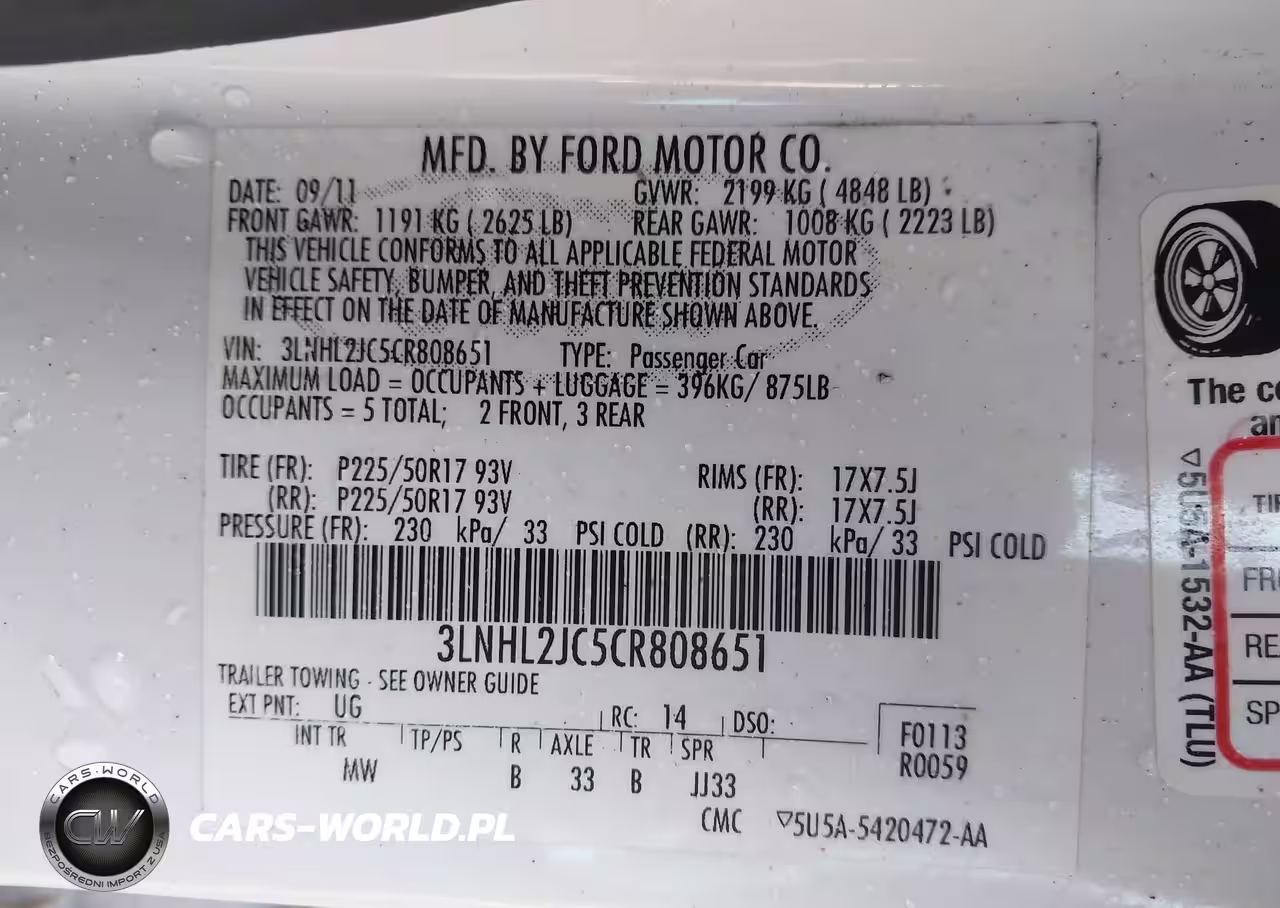 MFD. BY FORD MOTOR CO.
DATE: 09/11 GVWR: 2199 KG ( 4848 LB)
FRONT GAWR: 1191 KG ( 2625 LB) REAR GAWR: 1008 KG ( 2223 LB)
THIS VEHICLE CONFORMS TO ALL APPLICABLE FEDERAL MOTOR
VEHICLE SAFETY, BUMPER, AND THEFT PREVENTION STANDARDS
IN EFFECT ON THE DATE OF MANUFACTURE SHOWN ABOVE.
VIN: 3LNHL2JC5CR808651 TYPE: Passenger Car
MAXIMUM LOAD = OCCUPANTS + LUGGAGE = 396KG/ 875LB
OCCUPANTS = 5 TOTAL; 2 FRONT, 3 REAR
TIRE (FR): P225/50R17 93V RIMS (FR): 17X7.5J
(RR): P225/50R17 93V (RR): 17X7.5J
PRESSURE (FR): 230 kPa/ 33 PSI COLD (RR): 230 kPa/ 33 PSI COLD
3LNHL2JC5CR808651
TRAILER TOWING - SEE OWNER GUIDE
EXT PNT: UG RC: 14 DSO:
INT TR TP/PS R AXLE TR SPR
MW B 33 B JJ33
F0113
R0059
CMC ▽5U5A-5420472-AA
The co
an
TIR
FR
RE
SP
▽5U5A-1532-AA (TLU)
CARS-WORLD
CW
BEZPOŚREDNI IMPORT Z USA
CARS-WORLD.PL